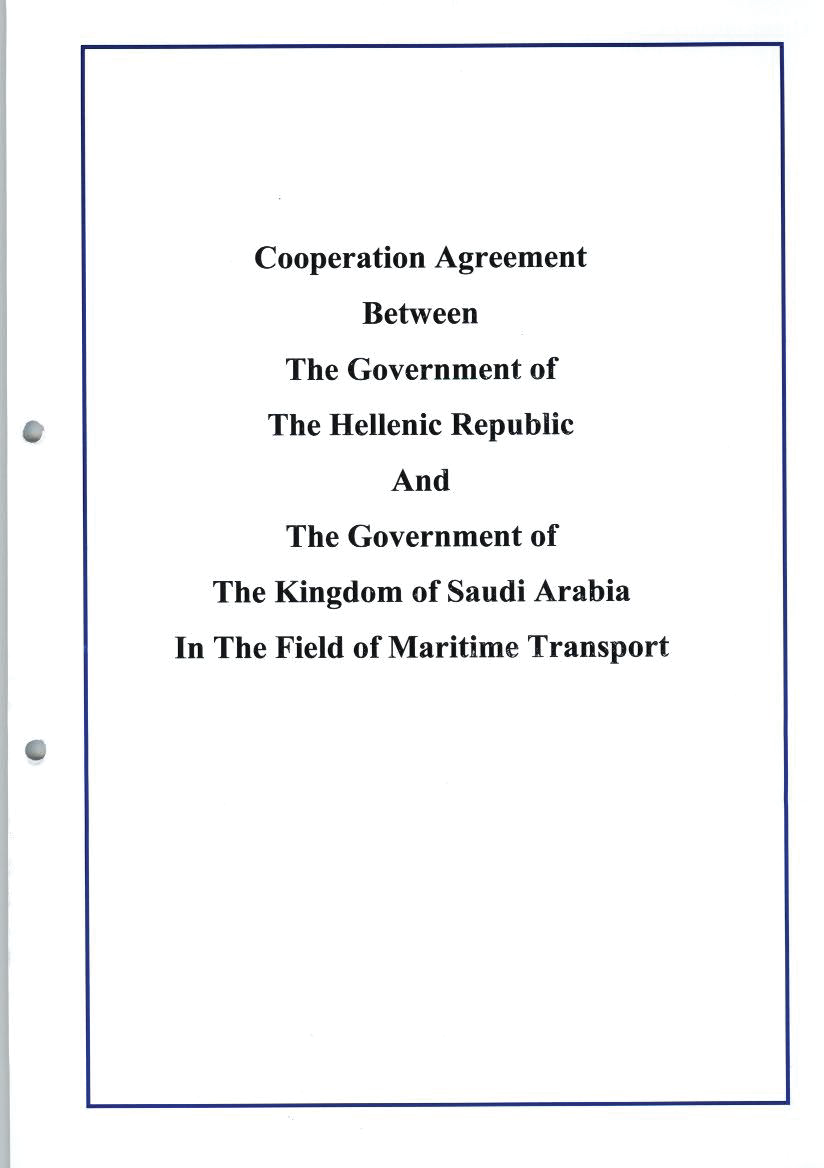 Cooperation Agreement
Between
The Government of
The Hellenic Republic
And
The Government of
The Kingdom of Saudi Arabia
In The Field of Maritime Transport